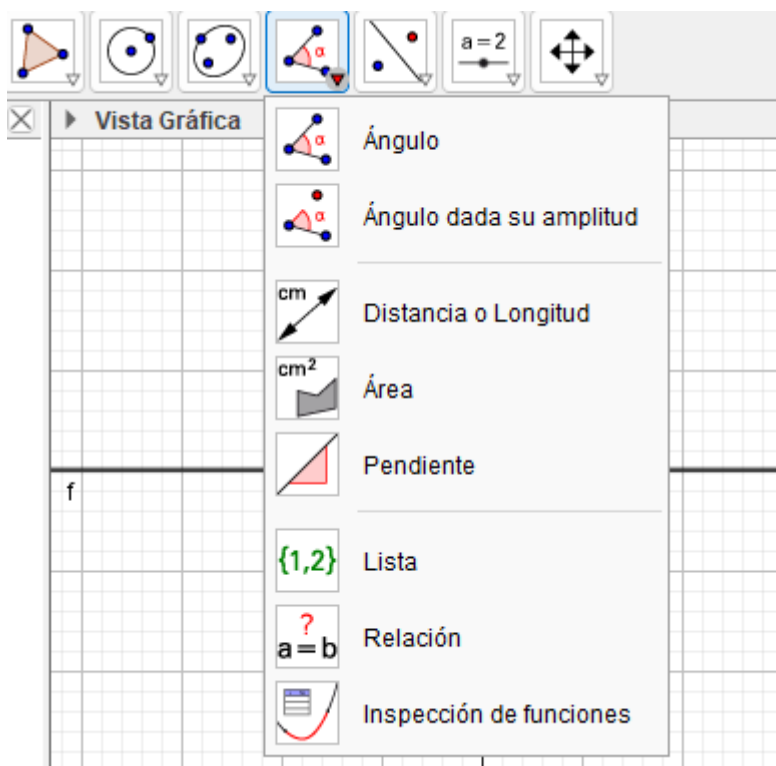 α
a = 2
Vista Gráfica
α
Ángulo
α
Ángulo dada su amplitud
cm
Distancia o Longitud
cm²
Área
Pendiente
f
{1,2}
Lista
?
a = b
Relación
Inspección de funciones